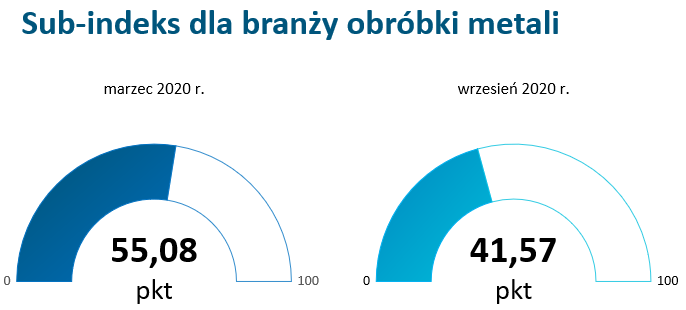 Sub-indeks dla branży obróbki metali
marzec 2020 r.
wrzesień 2020 r.
55,08
pkt
0
100
41,57
pkt
0
100